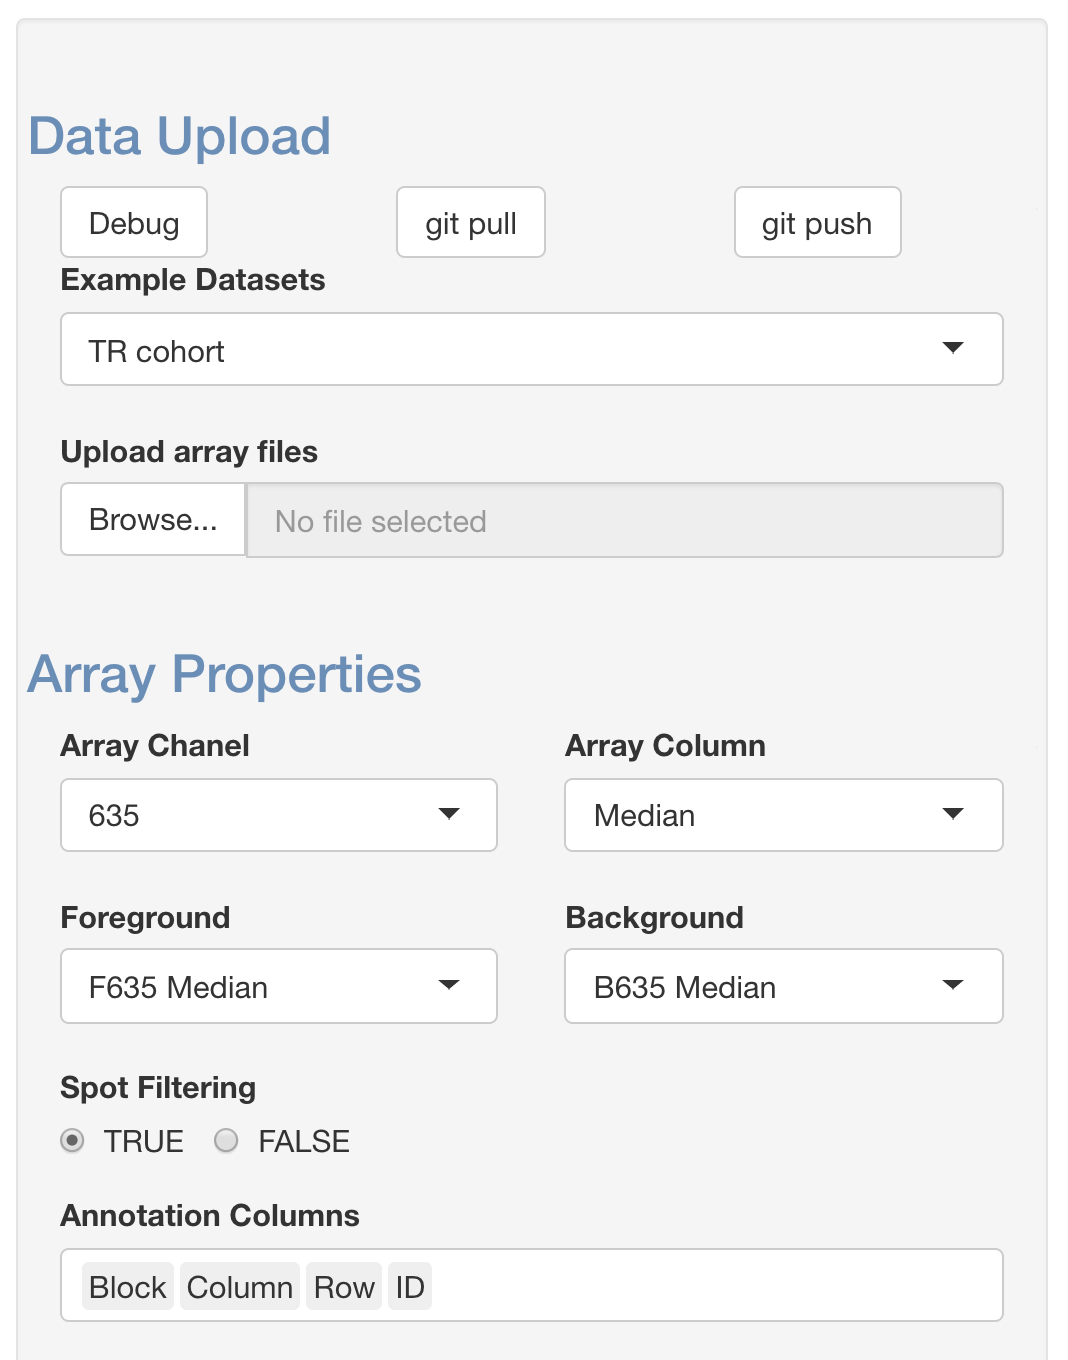 Data Upload
Debug git pull git push
Example Datasets
TR cohort
Upload array files
Browse... No file selected
Array Properties
Array Chanel Array Column
635 Median
Foreground Background
F635 Median B635 Median
Spot Filtering
TRUE FALSE
Annotation Columns
Block Column Row ID